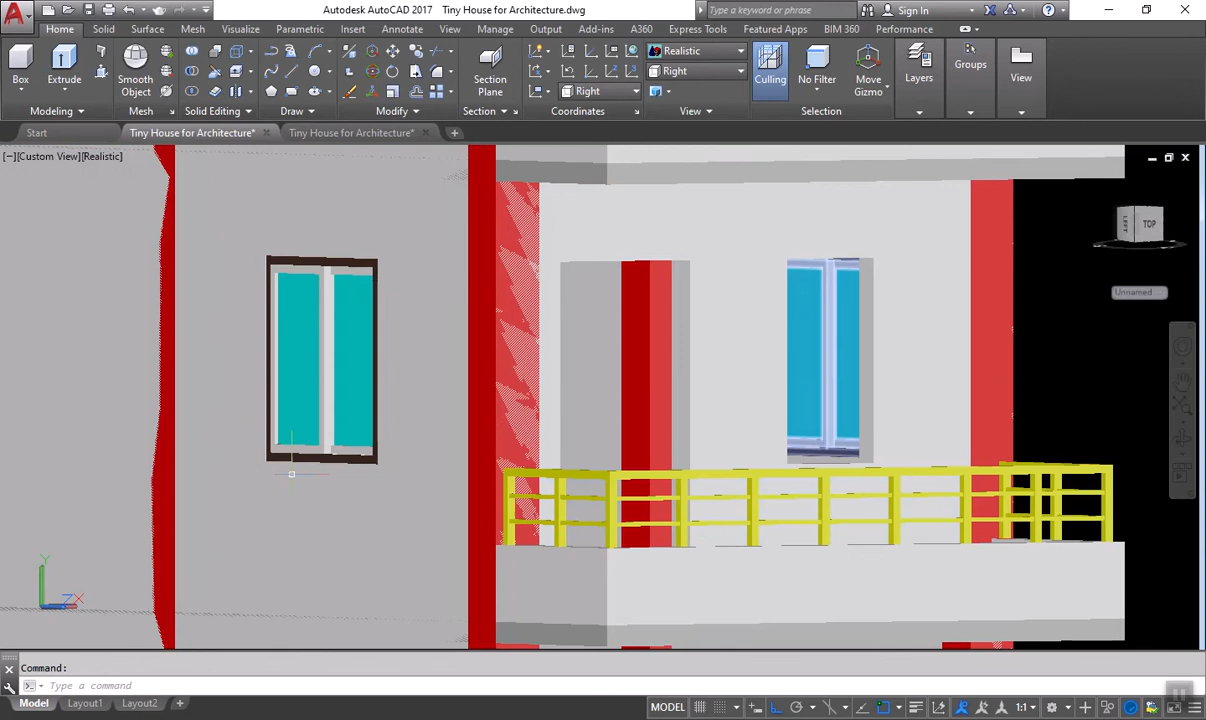 Autodesk AutoCAD 2017 Tiny House for Architecture.dwg
Type a keyword or phrase
Sign In
Home Solid Surface Mesh Visualize Parametric Insert Annotate View Manage Output Add-ins A360 Express Tools Featured Apps BIM 360 Performance
Box
Extrude
Smooth
Object
Section
Plane
Realistic
Right
Right
Culling
No Filter
Move
Gizmo
Layers
Groups
View
Modeling
Mesh
Solid Editing
Draw
Modify
Section
Coordinates
View
Selection
Start
Tiny House for Architecture*
Tiny House for Architecture*
[−][Custom View][Realistic]
LEFT
TOP
Unnamed
Y
Z
X
Command:
Type a command
Model
Layout1
Layout2
MODEL
1:1